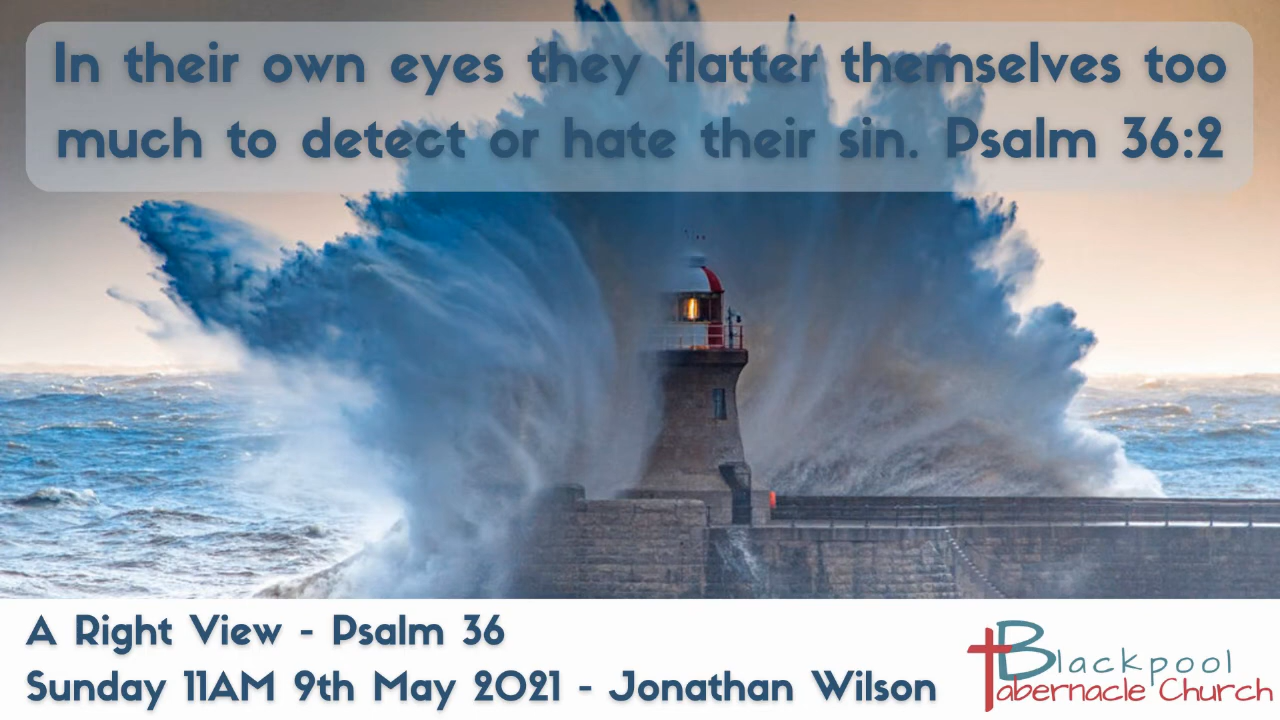 In their own eyes they flatter themselves too
much to detect or hate their sin. Psalm 36:2
A Right View - Psalm 36
Sunday 11AM 9th May 2021 - Jonathan Wilson
Blackpool
Tabernacle Church